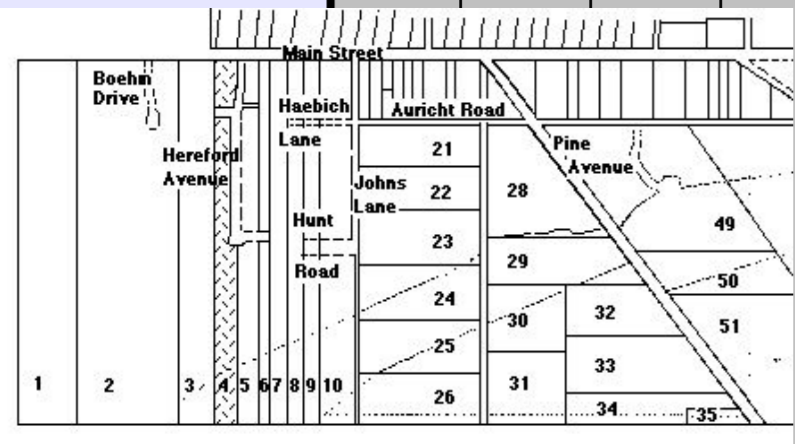 Main Street
Boehm
Drive
Haebich
Lane
Auricht Road
Hereford
Avenue
Pine
Avenue
Johns
Lane
Hunt
Road
21
22
23
24
25
26
28
29
30
31
32
33
34
35
49
50
51
1
2
3
4
5
6
7
8
9
10